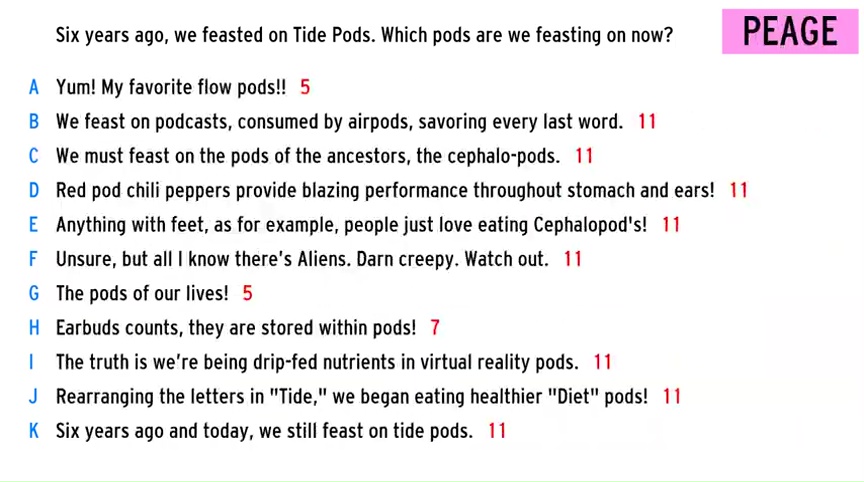 Six years ago, we feasted on Tide Pods. Which pods are we feasting on now?
PEAGE
A Yum! My favorite flow pods!! 5
B We feast on podcasts, consumed by airpods, savoring every last word. 11
C We must feast on the pods of the ancestors, the cephalo-pods. 11
D Red pod chili peppers provide blazing performance throughout stomach and ears! 11
E Anything with feet, as for example, people just love eating Cephalopod's! 11
F Unsure, but all I know there's Aliens. Darn creepy. Watch out. 11
G The pods of our lives! 5
H Earbuds counts, they are stored within pods! 7
I The truth is we're being drip-fed nutrients in virtual reality pods. 11
J Rearranging the letters in "Tide," we began eating healthier "Diet" pods! 11
K Six years ago and today, we still feast on tide pods. 11